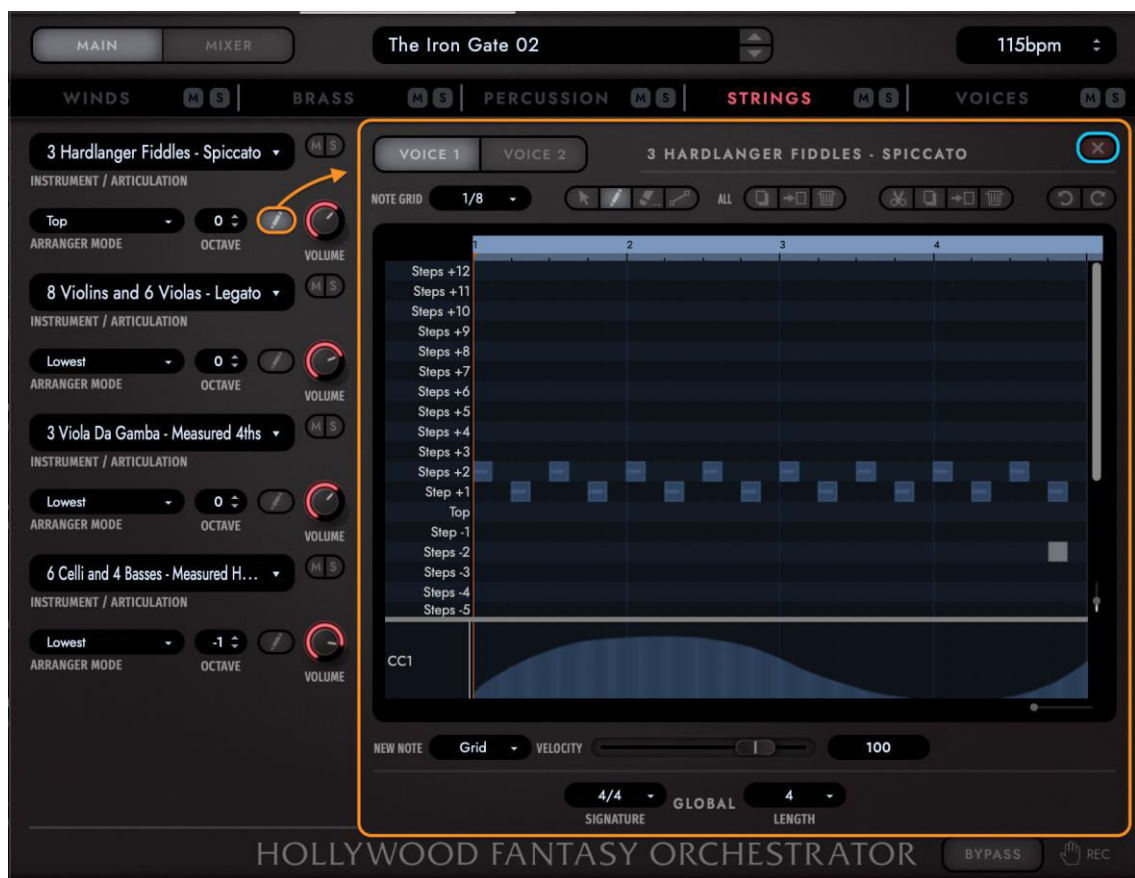 MAIN MIXER The Iron Gate 02 115bpm
WINDS M S BRASS M S PERCUSSION M S STRINGS M S VOICES M S
3 Hardlanger Fiddles - Spiccato M S
INSTRUMENT / ARTICULATION
Top 0
ARRANGER MODE OCTAVE VOLUME
8 Violins and 6 Violas - Legato M S
INSTRUMENT / ARTICULATION
Lowest 0
ARRANGER MODE OCTAVE VOLUME
3 Viola Da Gamba - Measured 4ths M S
INSTRUMENT / ARTICULATION
Lowest 0
ARRANGER MODE OCTAVE VOLUME
6 Celli and 4 Basses - Measured H... M S
INSTRUMENT / ARTICULATION
Lowest -1
ARRANGER MODE OCTAVE VOLUME
VOICE 1 VOICE 2 3 HARDLANGER FIDDLES - SPICCATO X
NOTE GRID 1/8 ALL
1 2 3 4
Steps +12
Steps +11
Steps +10
Steps +9
Steps +8
Steps +7
Steps +6
Steps +5
Steps +4
Steps +3
Steps +2
Step +1
Top
Step -1
Steps -2
Steps -3
Steps -4
Steps -5
CC1
NEW NOTE Grid VELOCITY 100
4/4 GLOBAL 4
SIGNATURE LENGTH
HOLLYWOOD FANTASY ORCHESTRATOR BYPASS REC